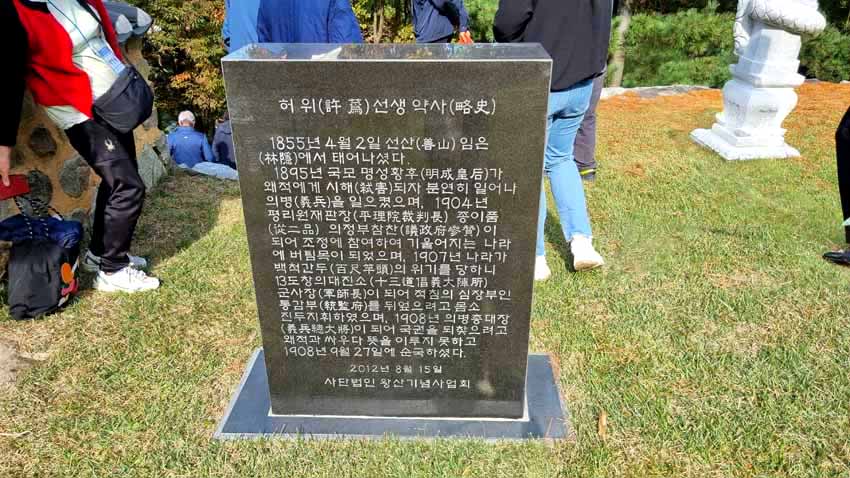 허 위(許 蔿)선생 약사(略史)
1855년 4월 2일 선산(善山) 임은
(林隱)에서 태어나셨다.
1895년 국모 명성황후(明成皇后)가
왜적에게 시해(弑害)되자 분연히 일어나
의병(義兵)을 일으켰으며, 1904년
평리원재판장(平理院裁判長) 종이품
(從二品) 의정부참찬(議政府參贊)이
되어 조정에 참여하여 기울어지는 나라
에 버팀목이 되었으며, 1907년 나라가
백척간두(百尺竿頭)의 위기를 당하니
13도창의대진소(十三道倡義大陣所)
군사장(軍師長)이 되어 적침의 심장부인
통감부(統監府)를 뒤엎으려고 몸소
진두지휘하였으며, 1908년 의병총대장
(義兵總大將)이 되어 국권을 되찾으려고
왜적과 싸우다 뜻을 이루지 못하고
1908년 9월 27일에 순국하셨다.
2012년 8월 15일
사단법인 왕산기념사업회